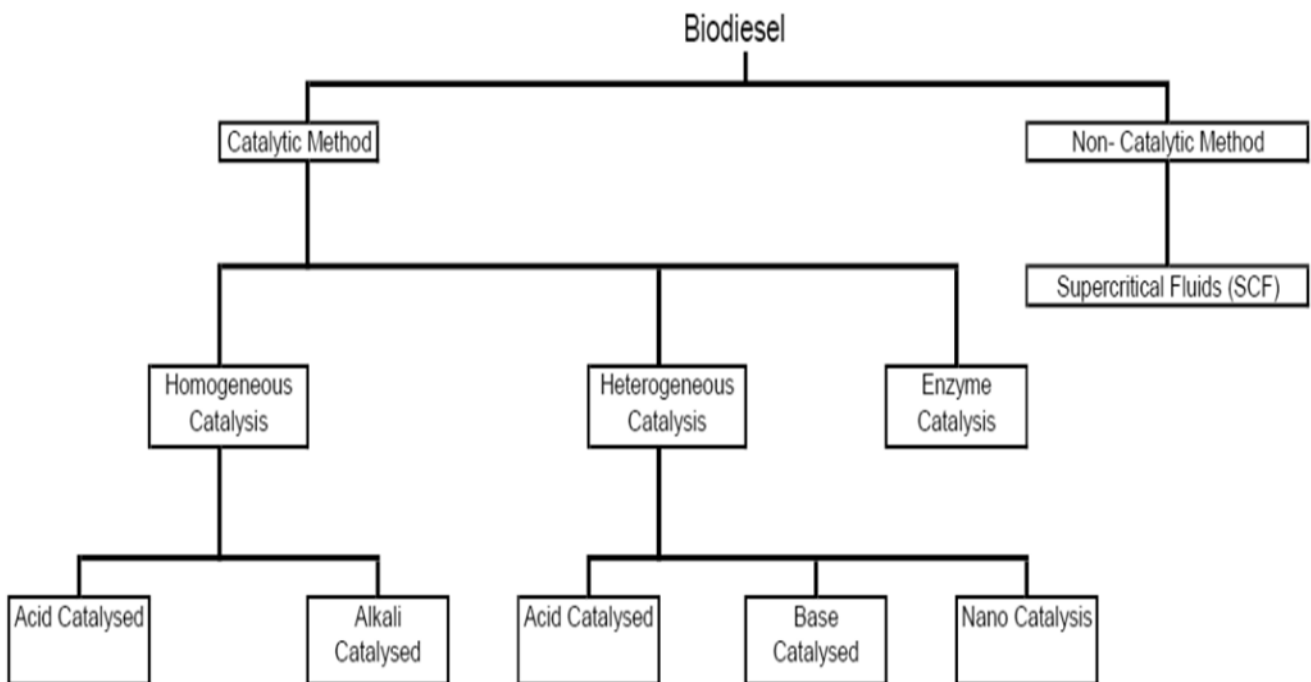 Biodiesel
Catalytic Method
Non- Catalytic Method
Supercritical Fluids (SCF)
Homogeneous
Catalysis
Heterogeneous
Catalysis
Enzyme
Catalysis
Acid Catalysed
Alkali
Catalysed
Acid Catalysed
Base
Catalysed
Nano Catalysis